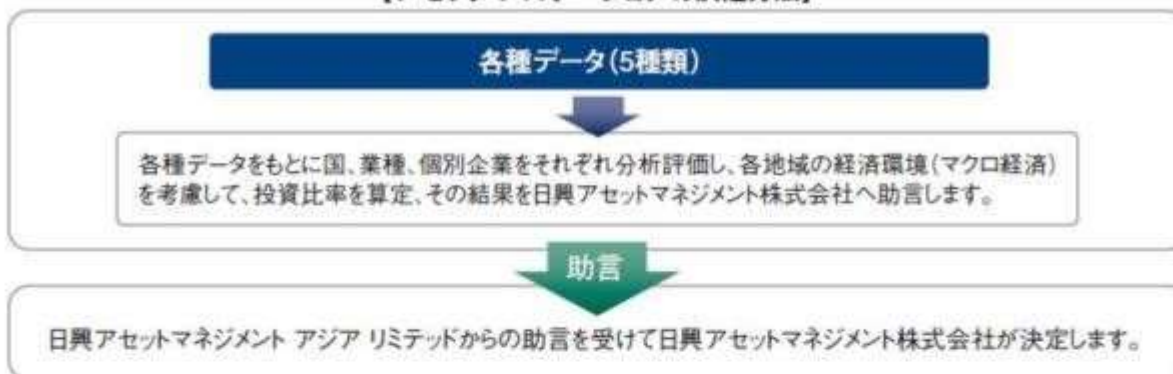 各種データ(5種類)
各種データをもとに国、業種、個別企業をそれぞれ分析評価し、各地域の経済環境(マクロ経済)
を考慮して、投資比率を算定、その結果を日興アセットマネジメント株式会社へ助言します。
助言
日興アセットマネジメント アジア リミテッドからの助言を受けて日興アセットマネジメント株式会社が決定します。